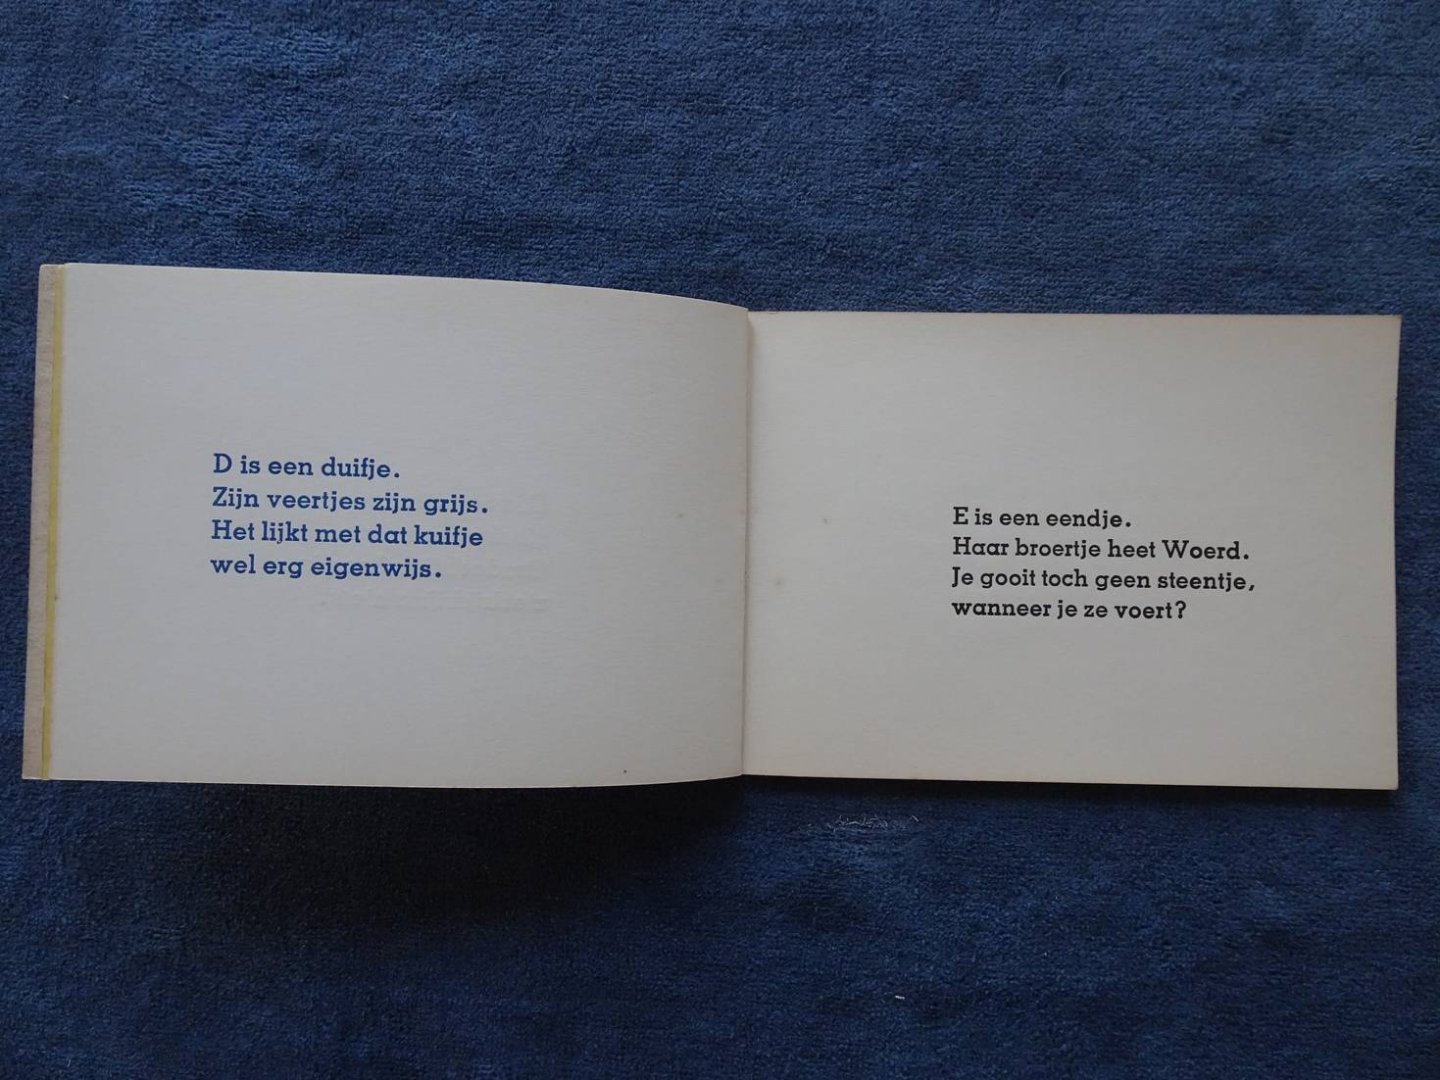 D is een duifje.
Zijn veertjes zijn grijs.
Het lijkt met dat kuifje
wel erg eigenwijs.
E is een eendje.
Haar broertje heet Woerd.
Je gooit toch geen steentje,
wanneer je ze voert?